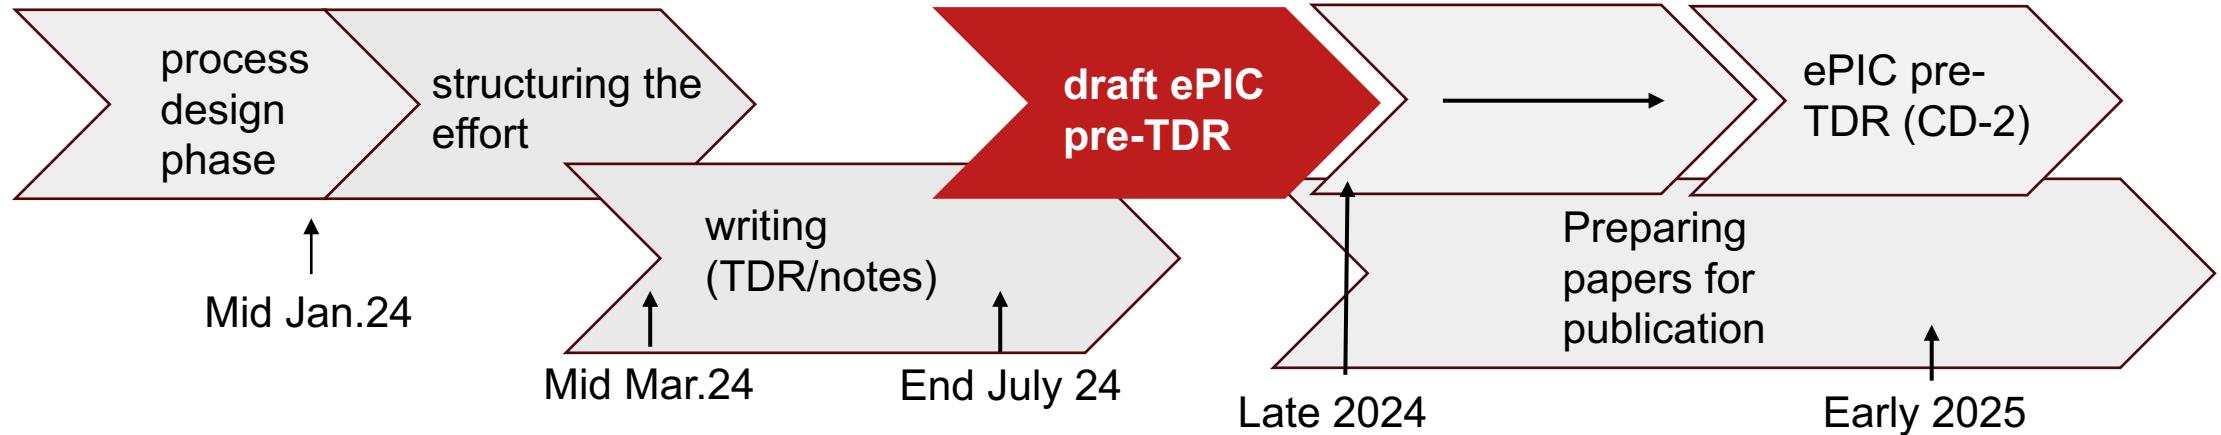 process
design
phase
structuring the
effort
draft ePIC
pre-TDR
ePIC pre-
TDR (CD-2)
writing
(TDR/notes)
Preparing
papers for
publication
Mid Jan.24
Mid Mar.24
End July 24
Late 2024
Early 2025